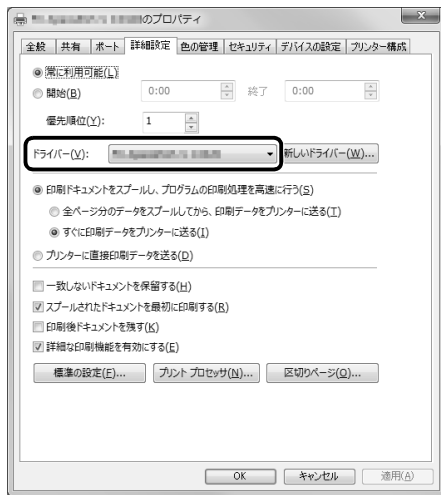 のプロパティ
全般 共有 ポート 詳細設定 色の管理 セキュリティ デバイスの設定 プリンター構成
常に利用可能(L)
開始(B) 0:00 終了 0:00
優先順位(Y): 1
ドライバー(V): 新しいドライバー(W)...
印刷ドキュメントをスプールし、プログラムの印刷処理を高速に行う(S)
全ページ分のデータをスプールしてから、印刷データをプリンターに送る(T)
すぐに印刷データをプリンターに送る(I)
プリンターに直接印刷データを送る(D)
一致しないドキュメントを保留する(H)
スプールされたドキュメントを最初に印刷する(R)
印刷後ドキュメントを残す(K)
詳細な印刷機能を有効にする(E)
標準の設定(F)... プリント プロセッサ(N)... 区切りページ(O)...
OK キャンセル 適用(A)